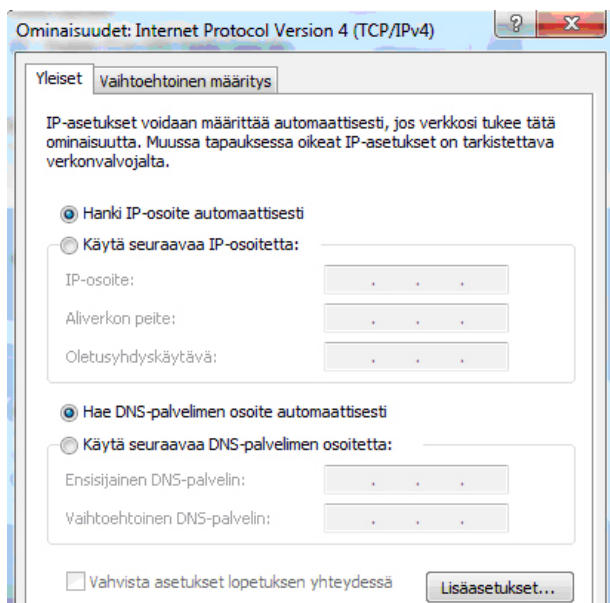 Ominaisuudet: Internet Protocol Version 4 (TCP/IPv4)
Yleiset
Vaihtoehtoinen määritys
IP-asetukset voidaan määrittää automaattisesti, jos verkkosi tukee tätä
ominaisuutta. Muussa tapauksessa oikeat IP-asetukset on tarkistettava
verkonvalvojalta.
Hanki IP-osoite automaattisesti
Käytä seuraavaa IP-osoitetta:
IP-osoite:
Aliverkon peite:
Oletusyhdyskäytävä:
Hae DNS-palvelimen osoite automaattisesti
Käytä seuraavaa DNS-palvelimen osoitetta:
Ensisijainen DNS-palvelin:
Vaihtoehtoinen DNS-palvelin:
Vahvista asetukset lopetuksen yhteydessä
Lisäasetukset...